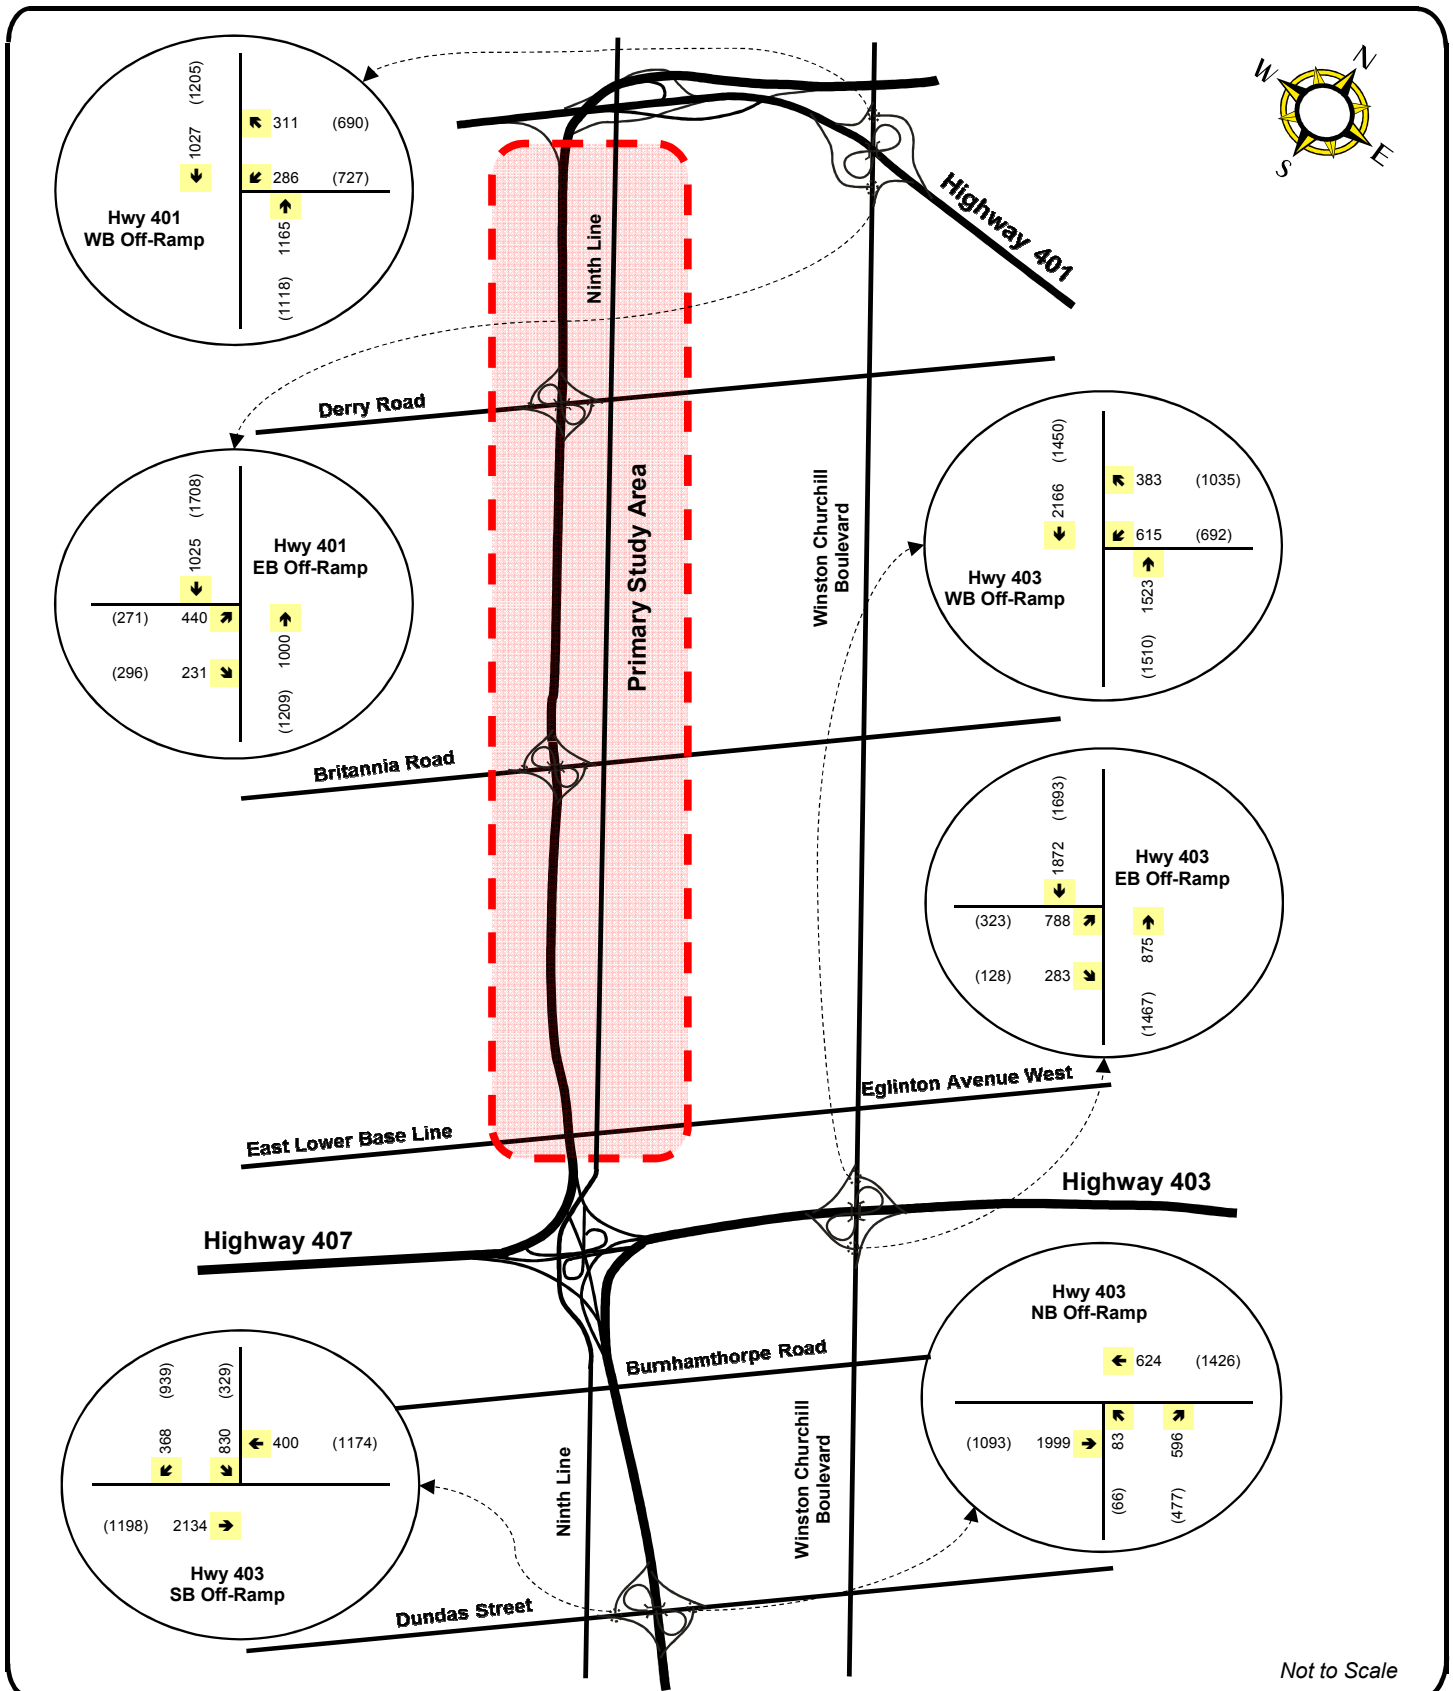 N
W
E
S
(1205)
1027
311 (690)
286 (727)
1165
(1118)
Hwy 401
WB Off-Ramp
Highway 401
Ninth Line
Derry Road
(1708)
1025
Hwy 401
EB Off-Ramp
(271) 440
(296) 231
1000
(1209)
Primary Study Area
Winston Churchill
Boulevard
(1450)
2166
383 (1035)
615 (692)
1523
(1510)
Hwy 403
WB Off-Ramp
Britannia Road
(1693)
1872
Hwy 403
EB Off-Ramp
(323) 788
(128) 283
875
(1467)
Eglinton Avenue West
East Lower Base Line
Highway 403
Highway 407
Hwy 403
NB Off-Ramp
624 (1426)
(1093) 1999
83
596
(66)
(477)
Burnhamthorpe Road
(939)
(329)
368
830
400 (1174)
(1198) 2134
Hwy 403
SB Off-Ramp
Ninth Line
Winston Churchill
Boulevard
Dundas Street
Not to Scale